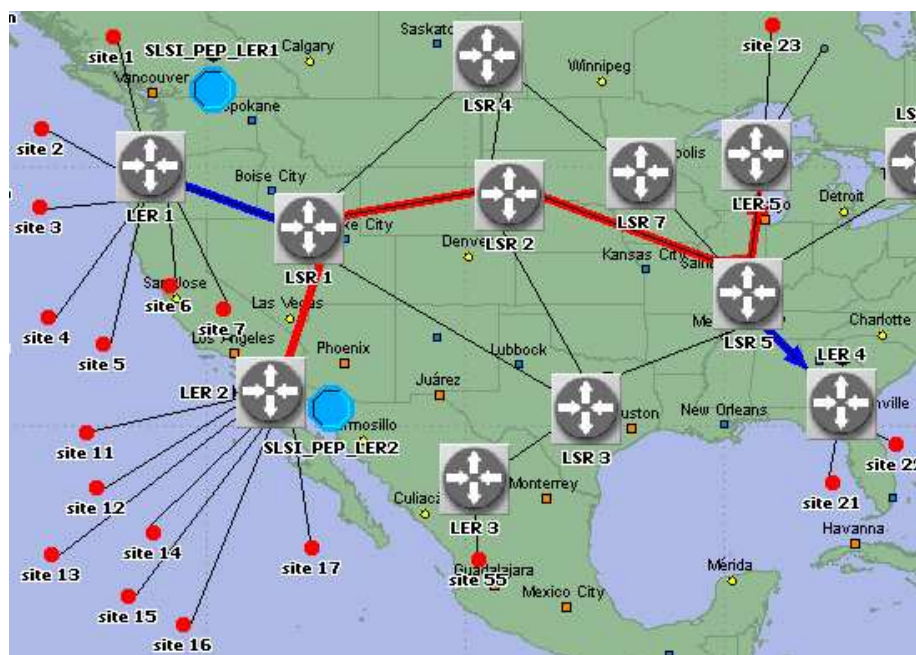 site 1
SLSI_PEP_LER1
Calgary
Saskato
Winnipeg
site 23
Vancouver
Spokane
LSR 4
site 2
LS
LER 1
Boise City
LSR 7
LER 5
Detroit
site 3
LSR 1
LSR 2
Denve
Kansas City
site 6
site 7
Las Vegas
LSR 5
Charlotte
site 4
site 5
Los Angeles
Phoenix
Lubbock
LER 4
LER 2
Juárez
New Orleans
site 11
SLSI_PEP_LER2
LSR 3
site 22
site 12
Culiac
LER 3
Monterrey
site 21
site 14
Havanna
site 13
site 17
site 55
Guadalajara
Mérida
site 15
Mexico City
site 16